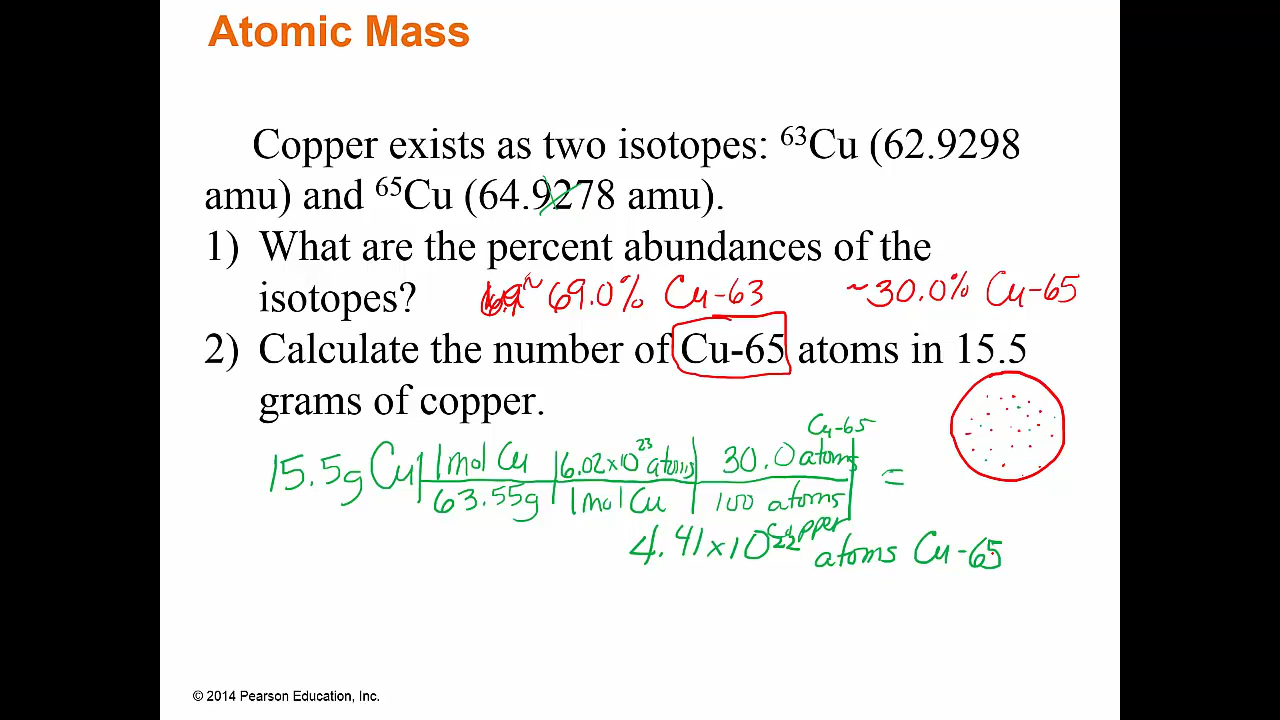 Atomic Mass
Copper exists as two isotopes: ⁶³Cu (62.9298
amu) and ⁶⁵Cu (64.9278 amu).
1) What are the percent abundances of the
isotopes? ~ 69.0% Cu-63 ~30.0% Cu-65
2) Calculate the number of Cu-65 atoms in 15.5
grams of copper.
Cu-65
15.5g Cu | 1 mol Cu | 6.02×10²³ atoms | 30.0 atoms =
63.55g | 1 mol Cu | 100 atoms
Copper
4.41×10²² atoms Cu-65
© 2014 Pearson Education, Inc.